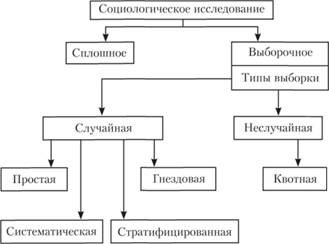 Социологическое исследование
Сплошное
Выборочное
Типы выборки
Случайная
Неслучайная
Простая
Гнездовая
Квотная
Систематическая
Стратифицированная